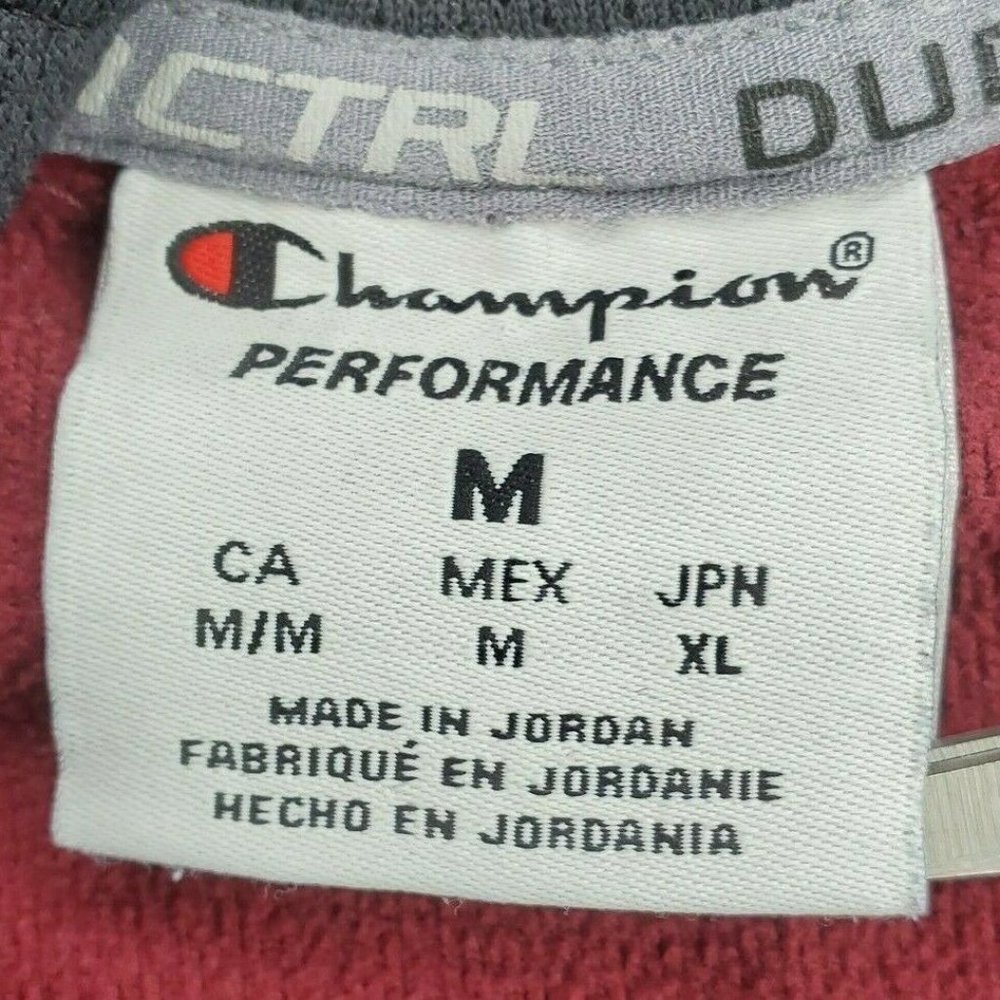 CTRL DU
Champion®
PERFORMANCE
M
CA MEX JPN
M/M M XL
MADE IN JORDAN
FABRIQUÉ EN JORDANIE
HECHO EN JORDANIA